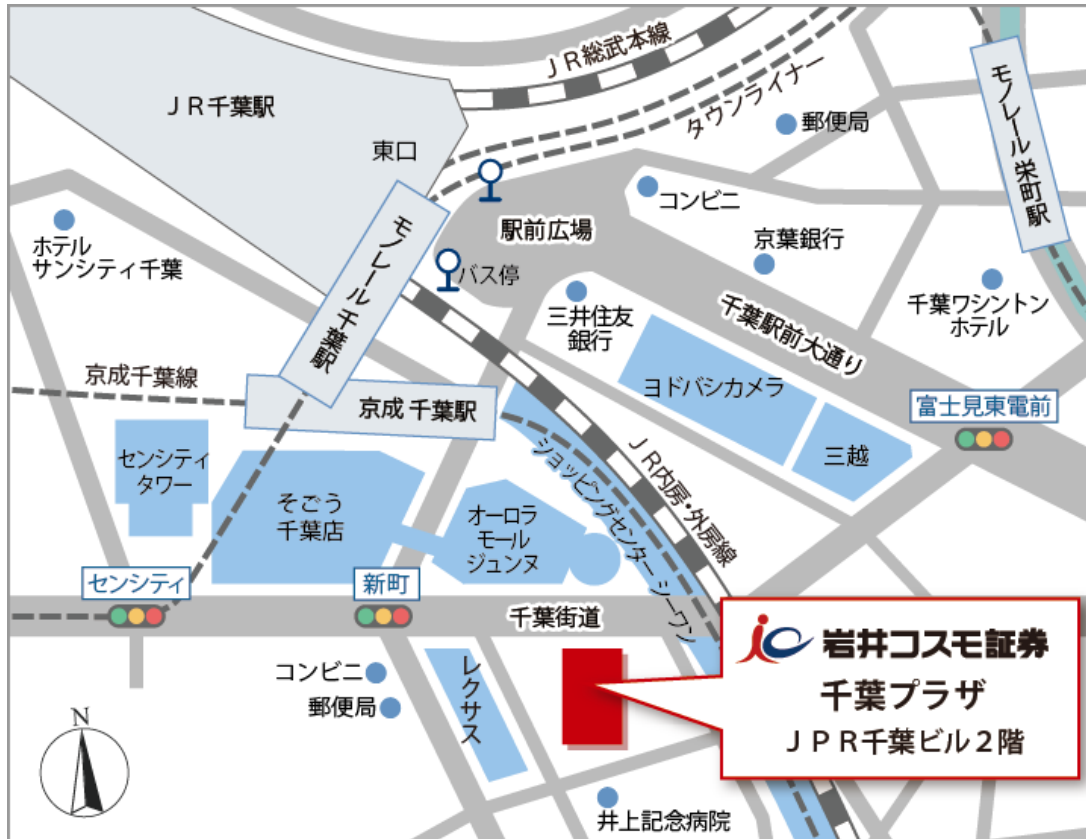 ＪＲ総武本線
タウンライナー
ＪＲ千葉駅
東口
郵便局
モノレール栄町駅
コンビニ
駅前広場
京葉銀行
ホテル
サンシティ千葉
モノレール千葉駅
バス停
三井住友
銀行
千葉駅前大通り
千葉ワシントン
ホテル
京成千葉線
京成 千葉駅
ヨドバシカメラ
富士見東電前
三越
センシティ
タワー
そごう
千葉店
オーロラ
モール
ジュンヌ
ショッピングセンター シーワン
ＪＲ内房・外房線
センシティ
新町
千葉街道
岩井コスモ証券
千葉プラザ
ＪＰＲ千葉ビル２階
コンビニ
郵便局
レクサス
N
井上記念病院